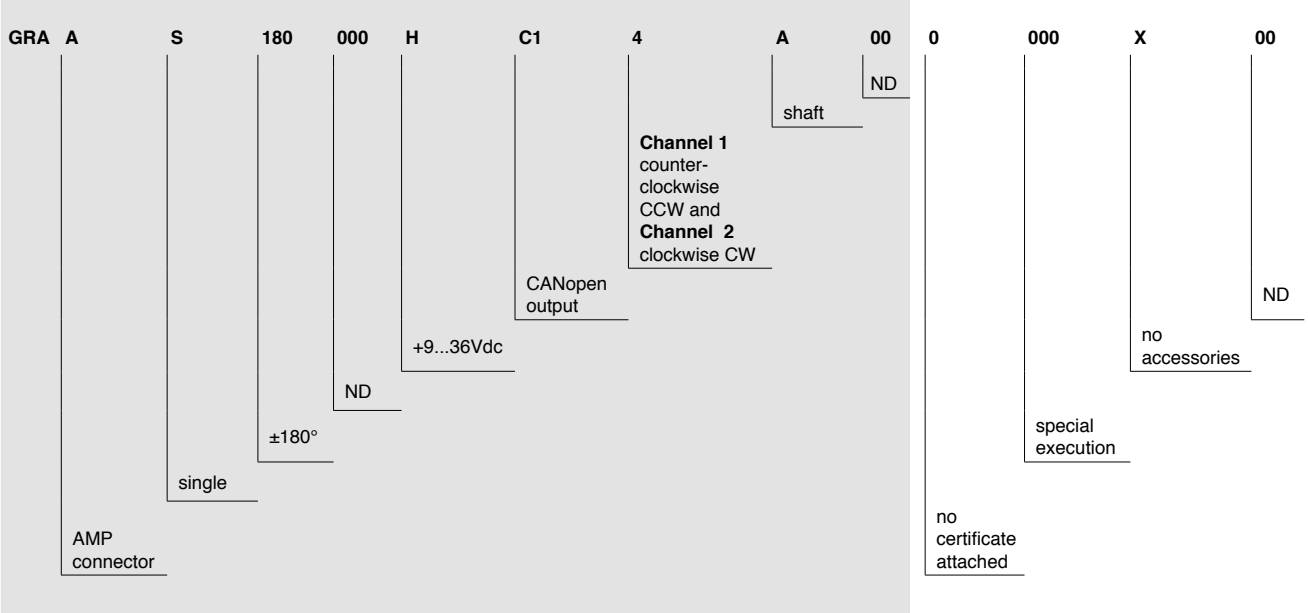 GRA A S 180 000 H C1 4 A 00 0 000 X 00
ND
shaft
Channel 1
counter-
clockwise
CCW and
Channel 2
clockwise CW
CANopen
output
ND
no
accessories
+9...36Vdc
ND
±180°
special
execution
single
AMP
connector
no
certificate
attached